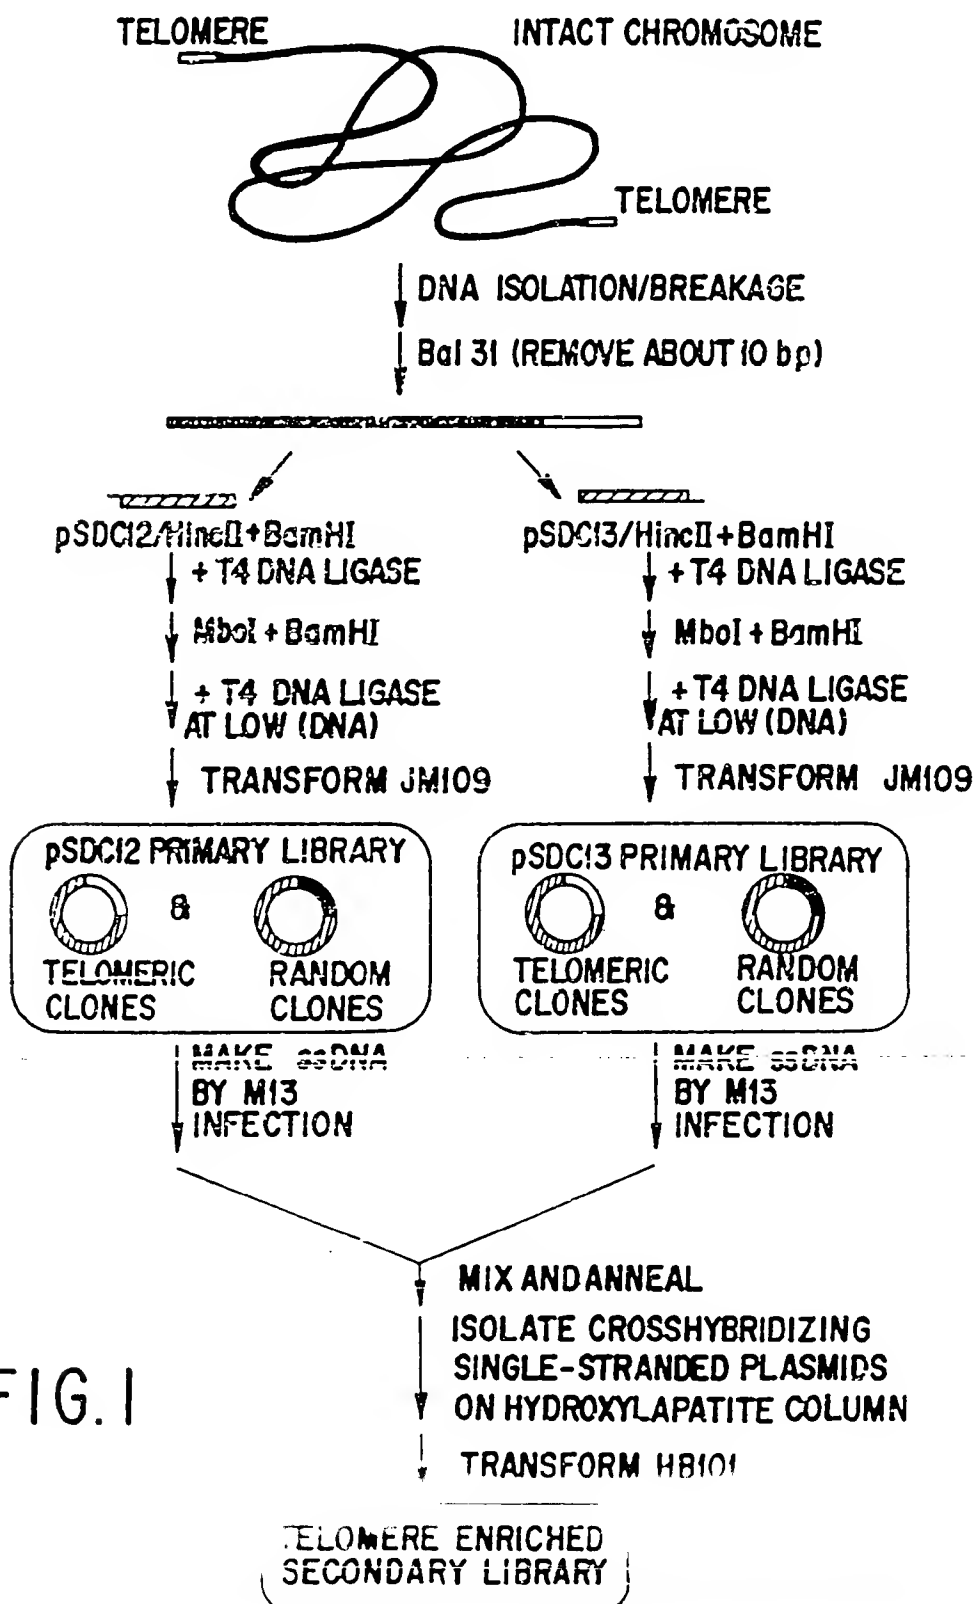 TELOMERE
INTACT CHROMOSOME
TELOMERE
DNA ISOLATION/BREAKAGE
Bal 31 (REMOVE ABOUT 10 bp)
pSDC12/HincII+BamHI
+ T4 DNA LIGASE
MboI + BamHI
+ T4 DNA LIGASE
AT LOW (DNA)
TRANSFORM JM109
pSDC13/HincII+BamHI
+ T4 DNA LIGASE
MboI + BamHI
+ T4 DNA LIGASE
AT LOW (DNA)
TRANSFORM JM109
pSDC12 PRIMARY LIBRARY
&
TELOMERIC
CLONES
RANDOM
CLONES
pSDC13 PRIMARY LIBRARY
&
TELOMERIC
CLONES
RANDOM
CLONES
MAKE ssDNA
BY M13
INFECTION
MAKE ssDNA
BY M13
INFECTION
MIX AND ANNEAL
ISOLATE CROSSHYBRIDIZING
SINGLE-STRANDED PLASMIDS
ON HYDROXYLAPATITE COLUMN
FIG. 1
TRANSFORM HB101
TELOMERE ENRICHED
SECONDARY LIBRARY